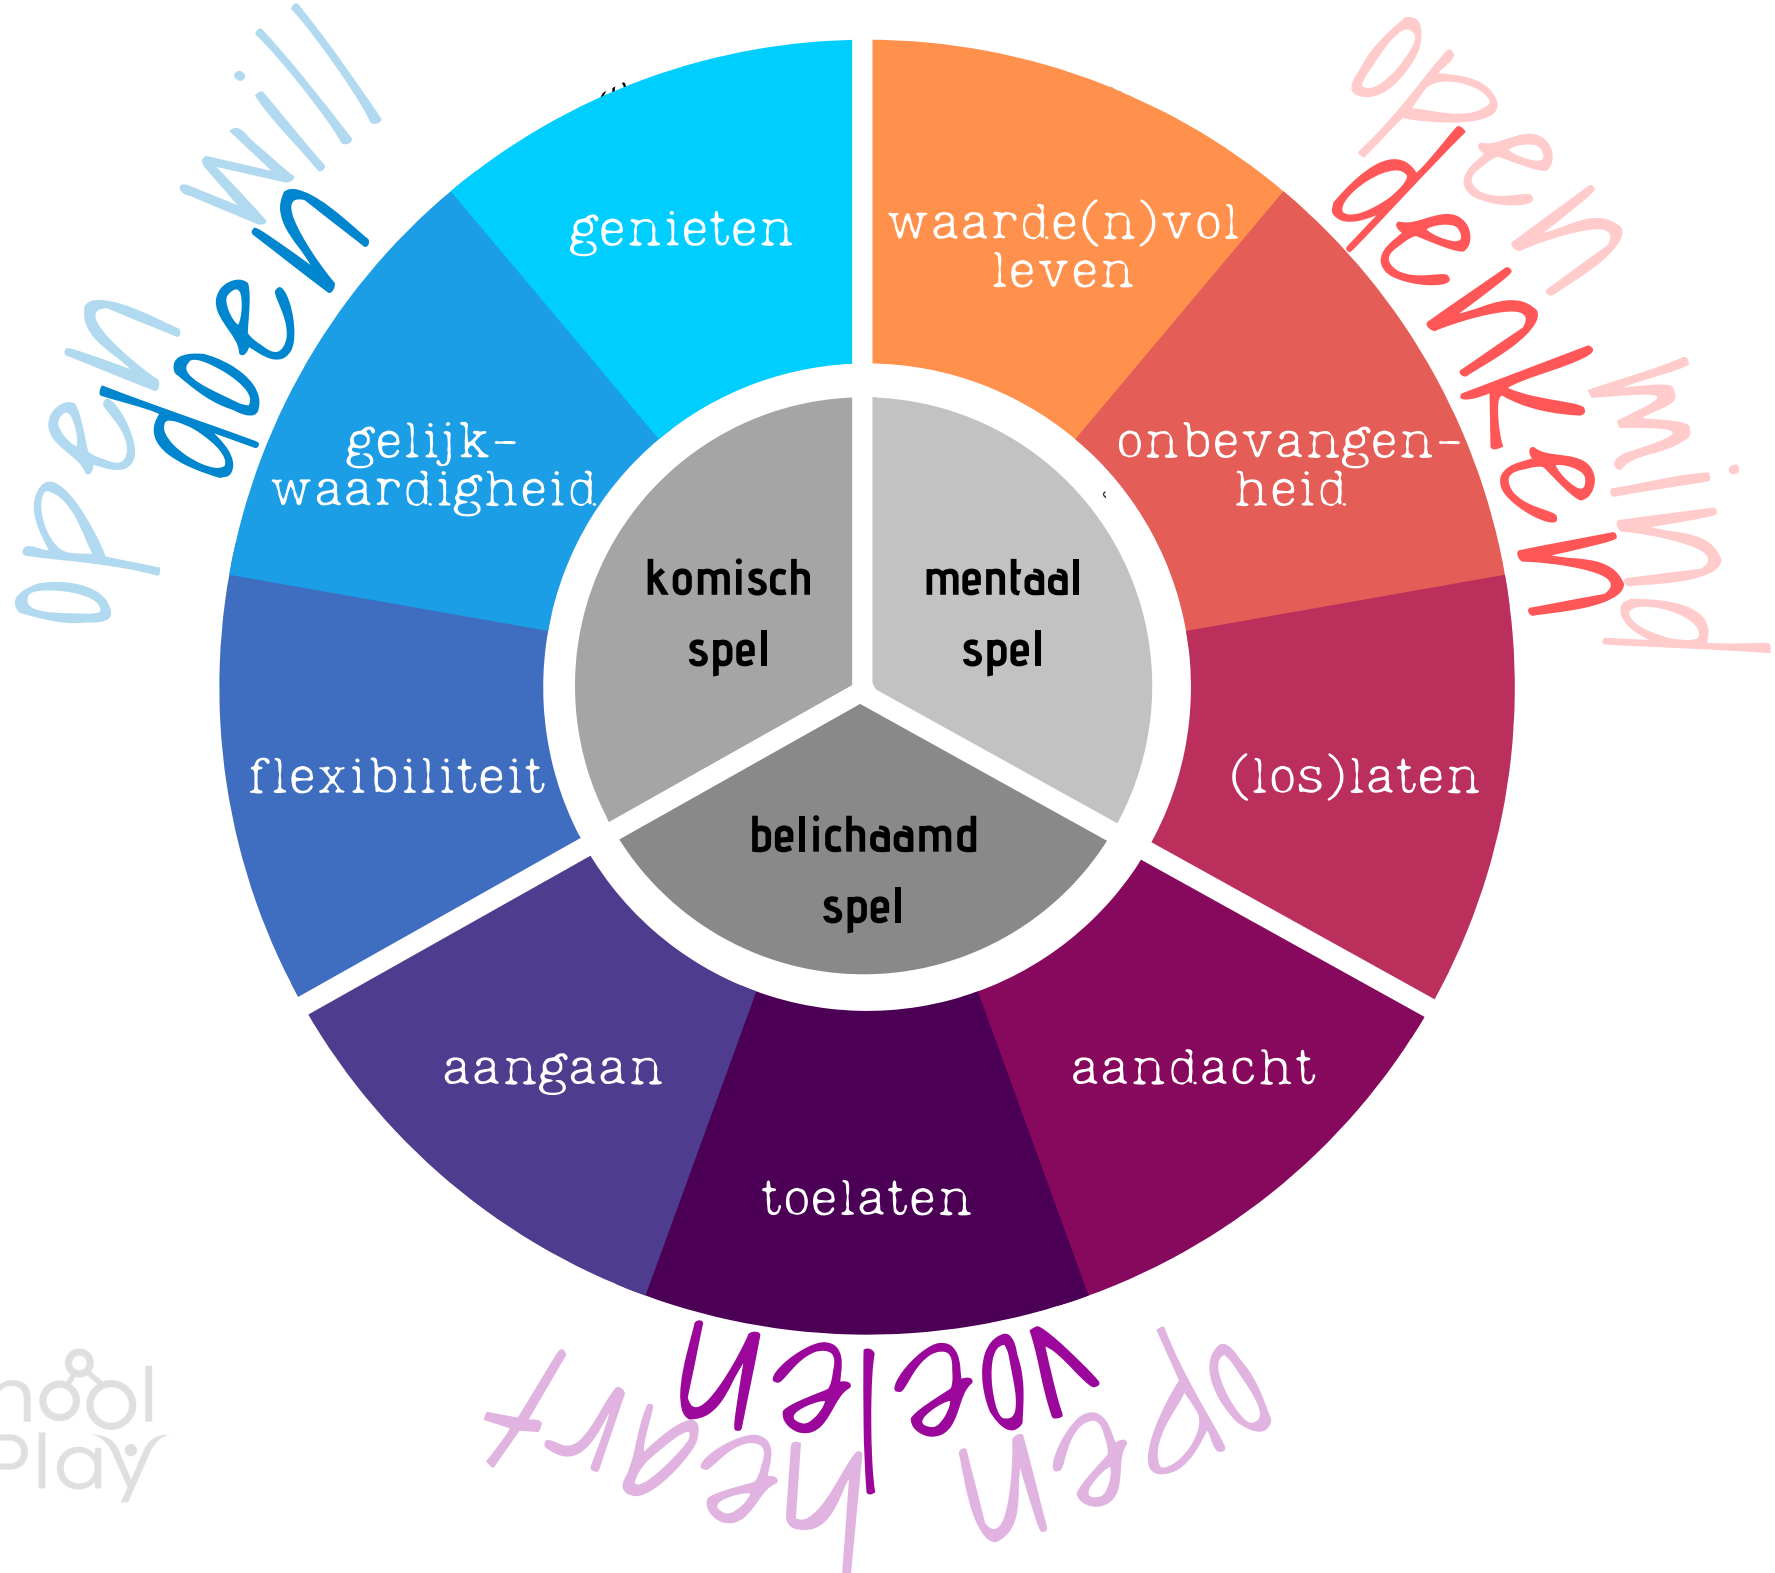 open will
doen
open mind
denken
genieten
waarde(n)vol
leven
gelijk-
waardigheid
onbevangen-
heid
komisch
spel
mentaal
spel
flexibiliteit
(los)laten
belichaamd
spel
aangaan
aandacht
toelaten
voelen
open heart
Play